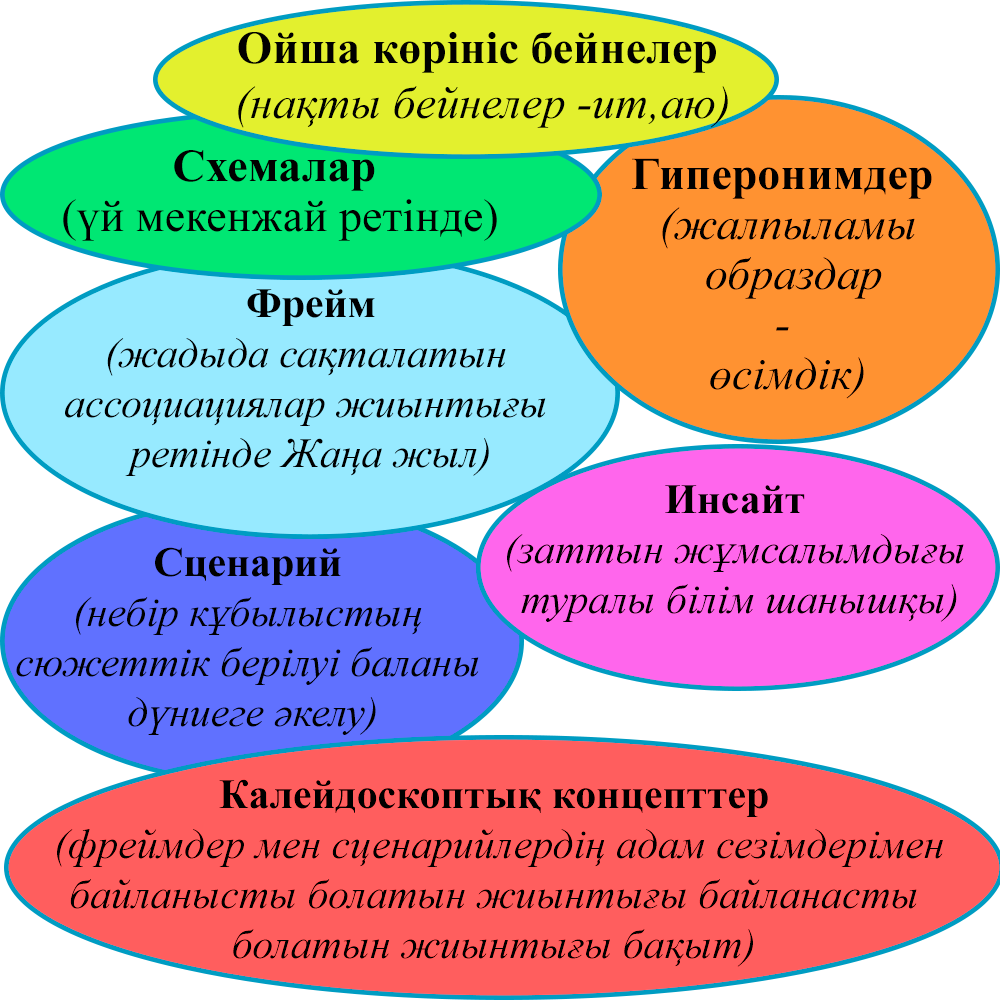 Ойша көрініс бейнелер
(нақты бейнелер -ит,аю)
Схемалар
(үй мекенжай ретінде)
Гиперонимдер
(жалпыламы
образдар
-
өсімдік)
Фрейм
(жадыда сақталатын
ассоциациялар жиынтығы
ретінде Жаңа жыл)
Инсайт
(заттын жұмсалымдығы
туралы білім шанышқы)
Сценарий
(небір кұбылыстың
сюжеттік берілуі баланы
дүниеге әкелу)
Калейдоскоптық концепттер
(фреймдер мен сценарийлердің адам сезімдерімен
байланысты болатын жиынтығы байланасты
болатын жиынтығы бақыт)